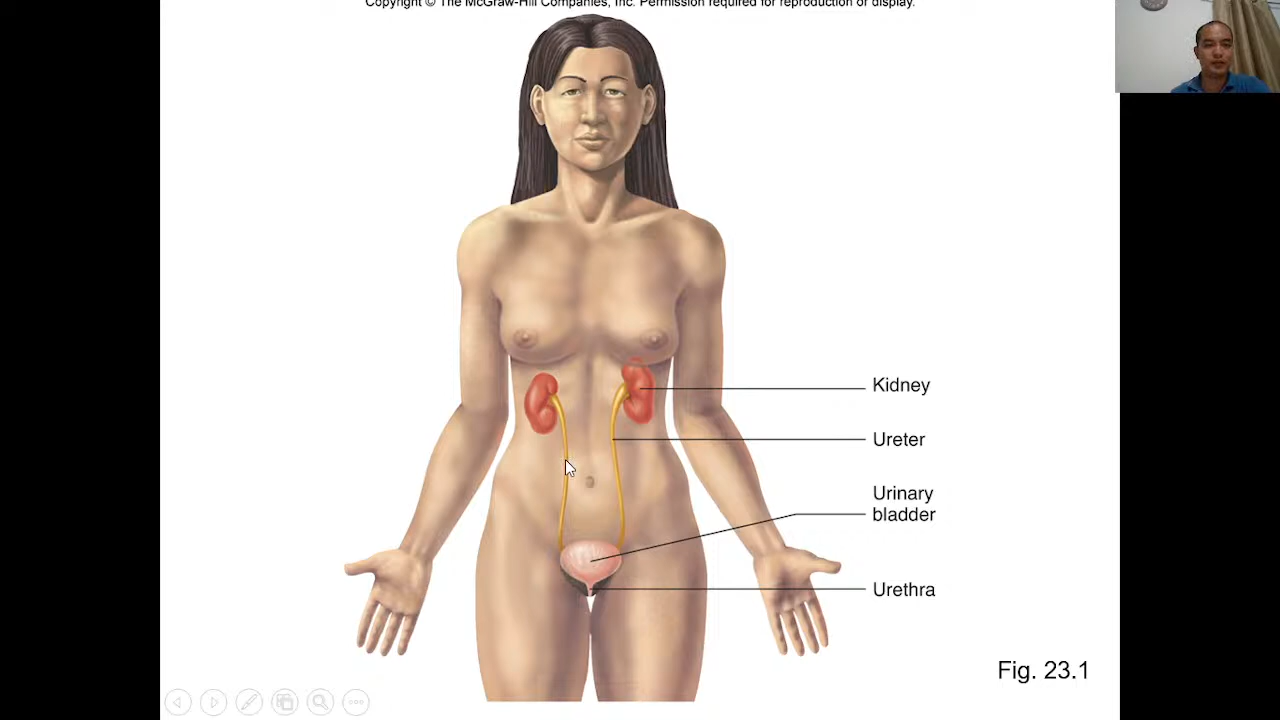 Copyright © The McGraw-Hill Companies, Inc. Permission required for reproduction or display.
Kidney
Ureter
Urinary
bladder
Urethra
Fig. 23.1